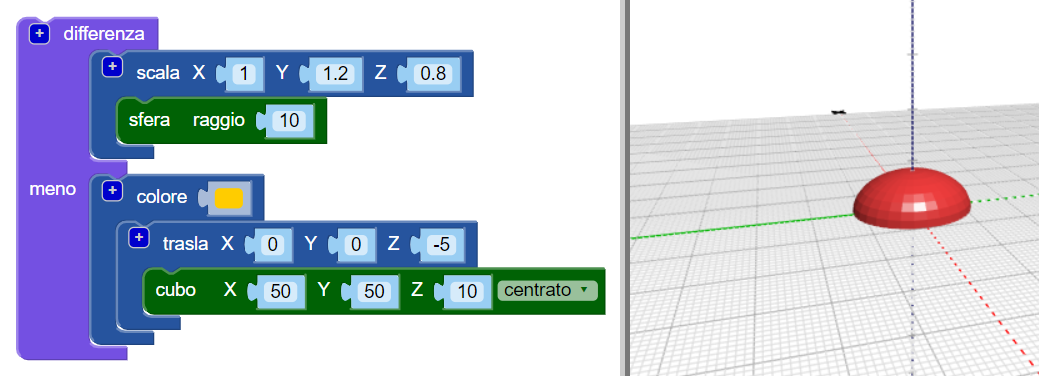 + differenza
+ scala X 1 Y 1.2 Z 0.8
sfera raggio 10
meno + colore
+ trasla X 0 Y 0 Z -5
cubo X 50 Y 50 Z 10 centrato